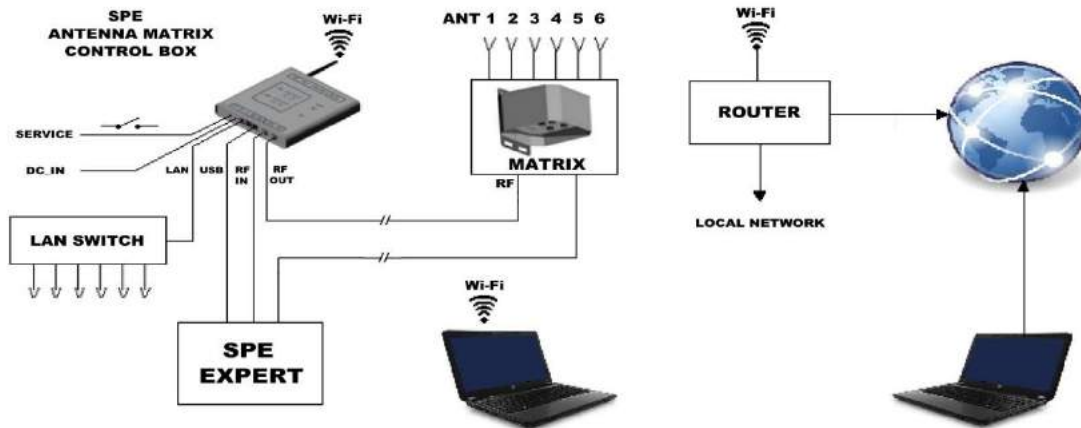 SPE
ANTENNA MATRIX
CONTROL BOX
Wi-Fi
ANT 1 2 3 4 5 6
Wi-Fi
SERVICE
DC_IN
LAN
USB
RF
IN
RF
OUT
MATRIX
RF
ROUTER
LAN SWITCH
LOCAL NETWORK
Wi-Fi
SPE
EXPERT